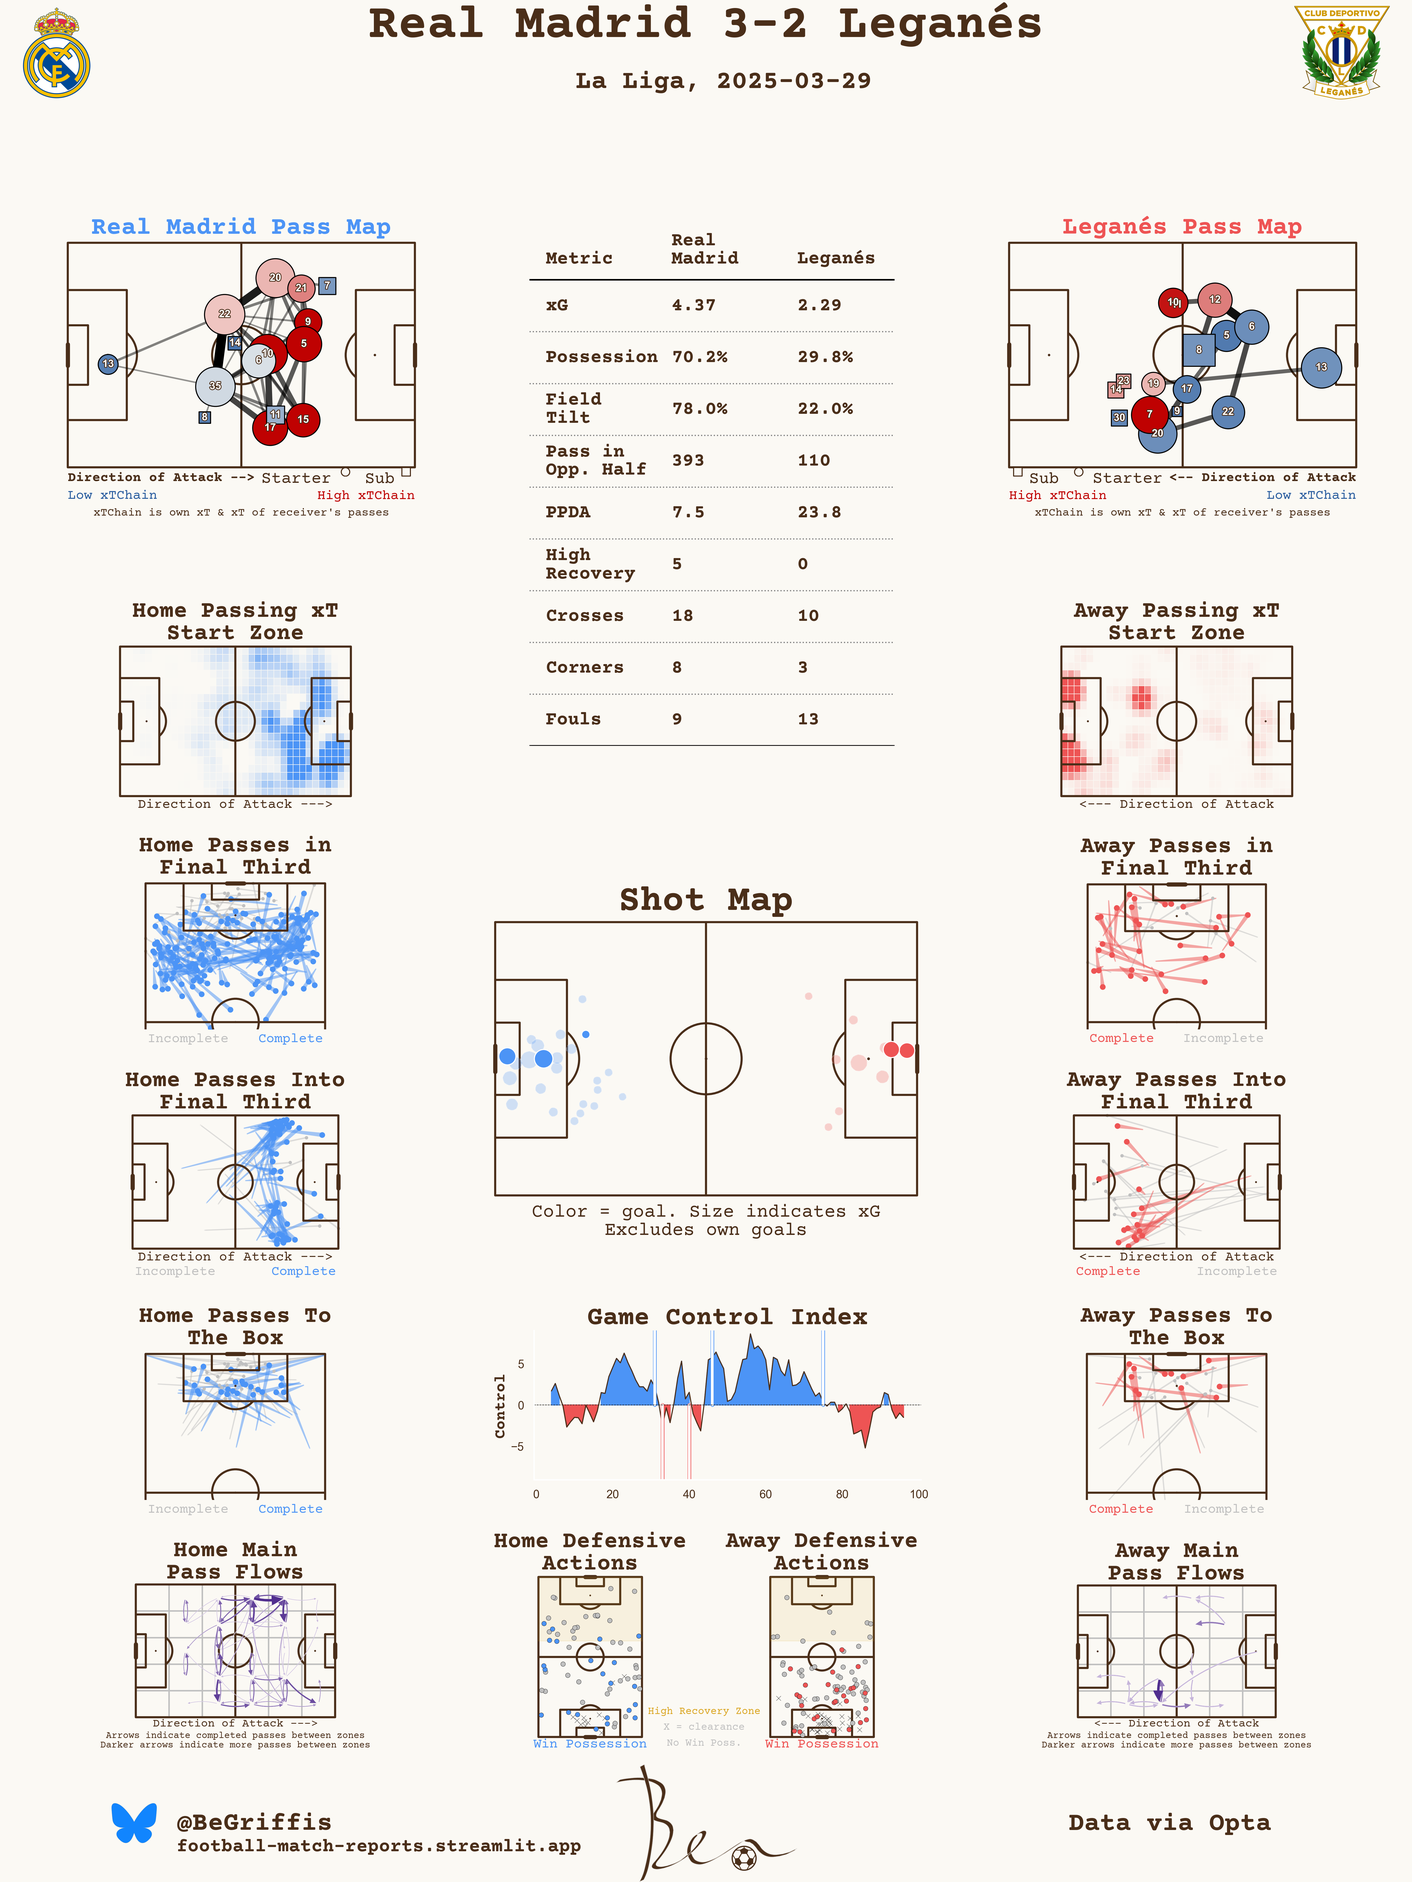 Real Madrid 3-2 Leganés
La Liga, 2025-03-29
CLUB DEPORTIVO
LEGANÉS
Real Madrid Pass Map
20
21
7
22
9
14
5
10
6
13
35
8
11
15
17
Direction of Attack --> Starter Sub
Low xTChain High xTChain
xTChain is own xT & xT of receiver's passes
Metric Real Madrid Leganés
xG 4.37 2.29
Possession 70.2% 29.8%
Field Tilt 78.0% 22.0%
Pass in Opp. Half 393 110
PPDA 7.5 23.8
High Recovery 5 0
Crosses 18 10
Corners 8 3
Fouls 9 13
Leganés Pass Map
10
12
6
5
8
13
23
14
19
17
7
9
30
22
20
Sub Starter <-- Direction of Attack
High xTChain Low xTChain
xTChain is own xT & xT of receiver's passes
Home Passing xT
Start Zone
Direction of Attack --->
Away Passing xT
Start Zone
<--- Direction of Attack
Home Passes in
Final Third
Incomplete Complete
Away Passes in
Final Third
Complete Incomplete
Shot Map
Color = goal. Size indicates xG
Excludes own goals
Home Passes Into
Final Third
Direction of Attack --->
Incomplete Complete
Away Passes Into
Final Third
<--- Direction of Attack
Complete Incomplete
Home Passes To
The Box
Incomplete Complete
Game Control Index
Control
5
0
−5
0 20 40 60 80 100
Away Passes To
The Box
Complete Incomplete
Home Main
Pass Flows
Direction of Attack --->
Arrows indicate completed passes between zones
Darker arrows indicate more passes between zones
Home Defensive
Actions
Win Possession
High Recovery Zone
X = clearance
No Win Poss.
Away Defensive
Actions
Win Possession
Away Main
Pass Flows
<--- Direction of Attack
Arrows indicate completed passes between zones
Darker arrows indicate more passes between zones
@BeGriffis
football-match-reports.streamlit.app
Ben
Data via Opta